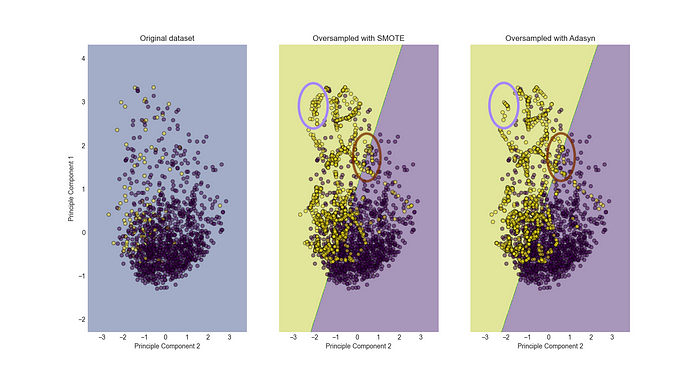 Original dataset
Oversampled with SMOTE
Oversampled with Adasyn
4
3
2
1
0
−1
−2
Principle Component 1
−3 −2 −1 0 1 2 3
−3 −2 −1 0 1 2 3
−3 −2 −1 0 1 2 3
Principle Component 2
Principle Component 2
Principle Component 2